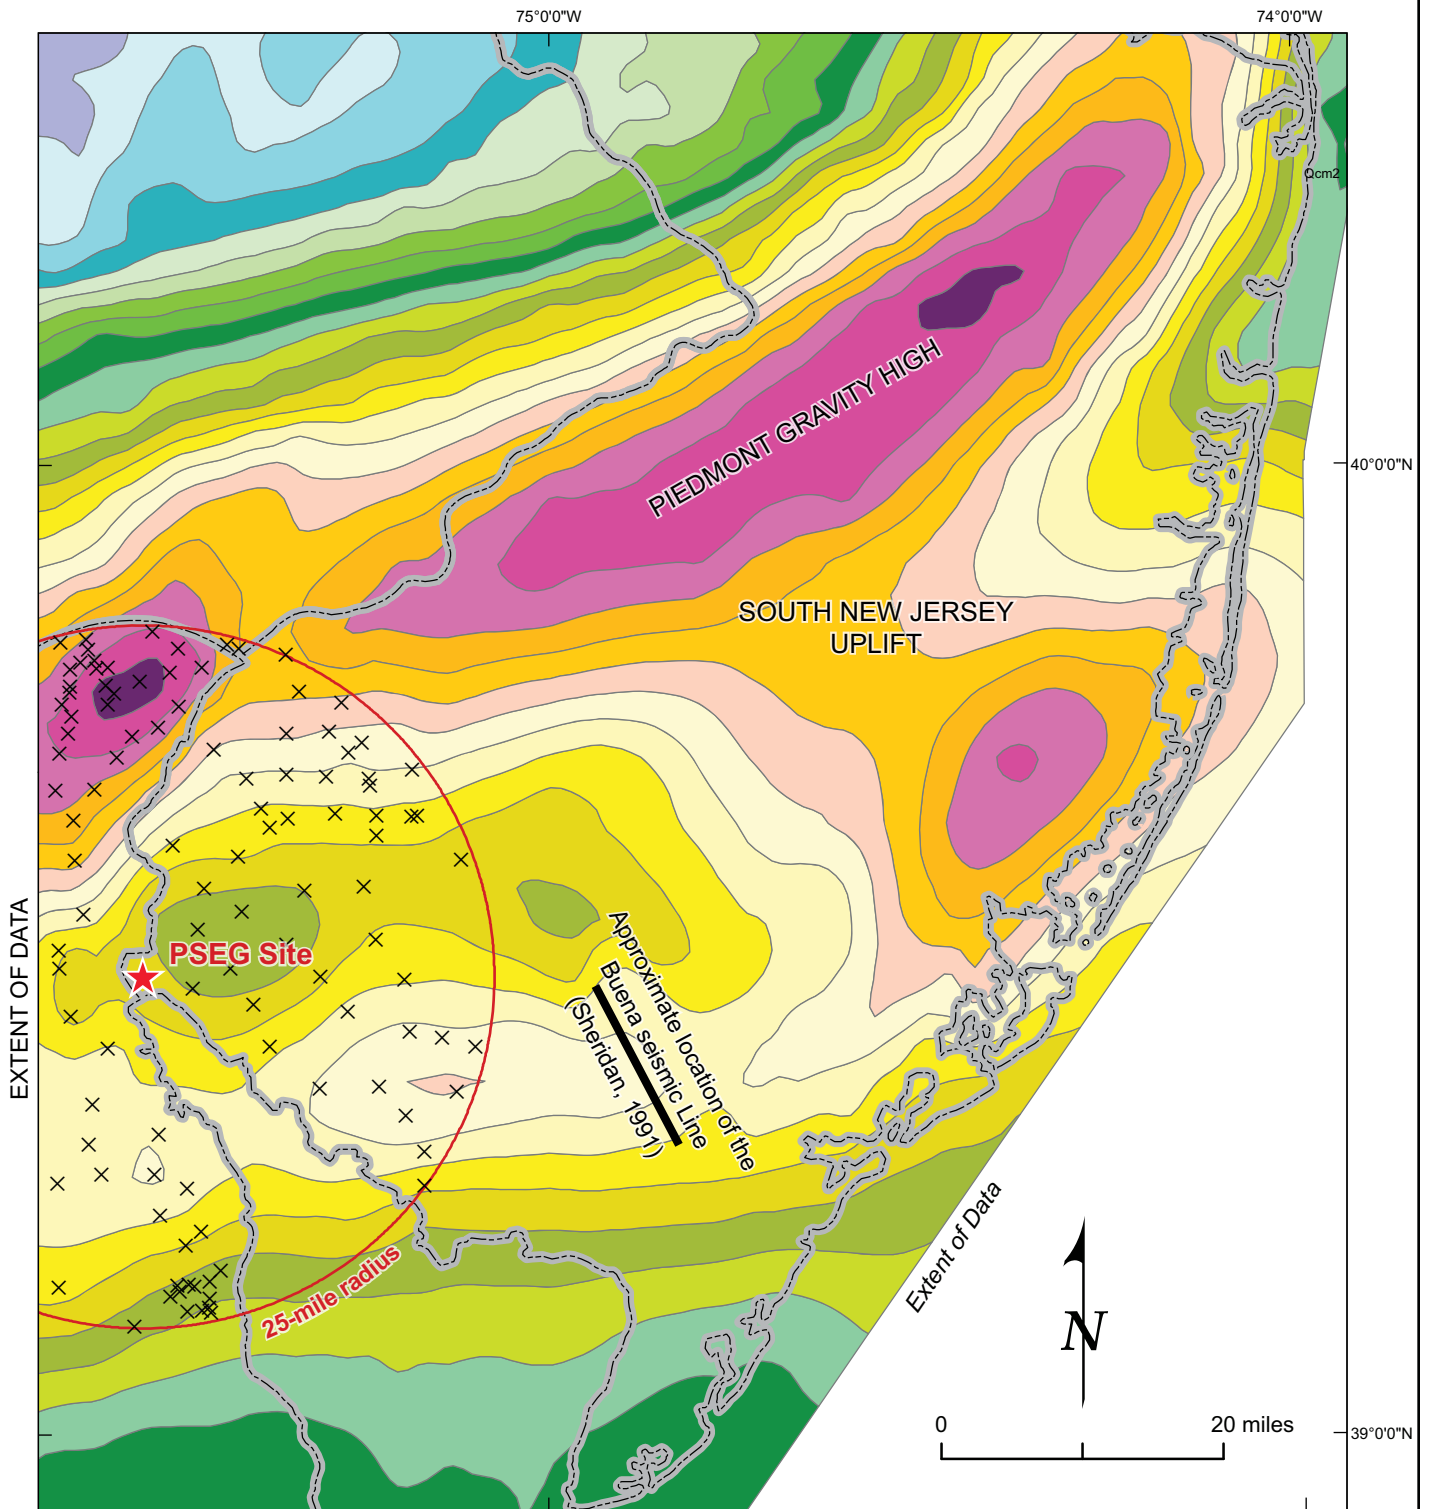 75°0'0"W
74°0'0"W
Qcm2
PIEDMONT GRAVITY HIGH
40°0'0"N
SOUTH NEW JERSEY
UPLIFT
EXTENT OF DATA
PSEG Site
Approximate location of the
Buena seismic Line
(Sheridan, 1991)
25-mile radius
Extent of Data
N
0
20 miles
39°0'0"N